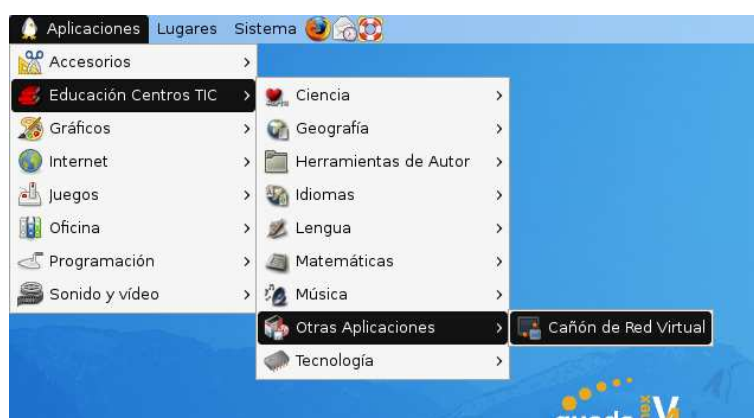 Aplicaciones Lugares Sistema
Accesorios
Educación Centros TIC
Gráficos
Internet
Juegos
Oficina
Programación
Sonido y vídeo
Ciencia
Geografía
Herramientas de Autor
Idiomas
Lengua
Matemáticas
Música
Otras Aplicaciones
Tecnología
Cañón de Red Virtual